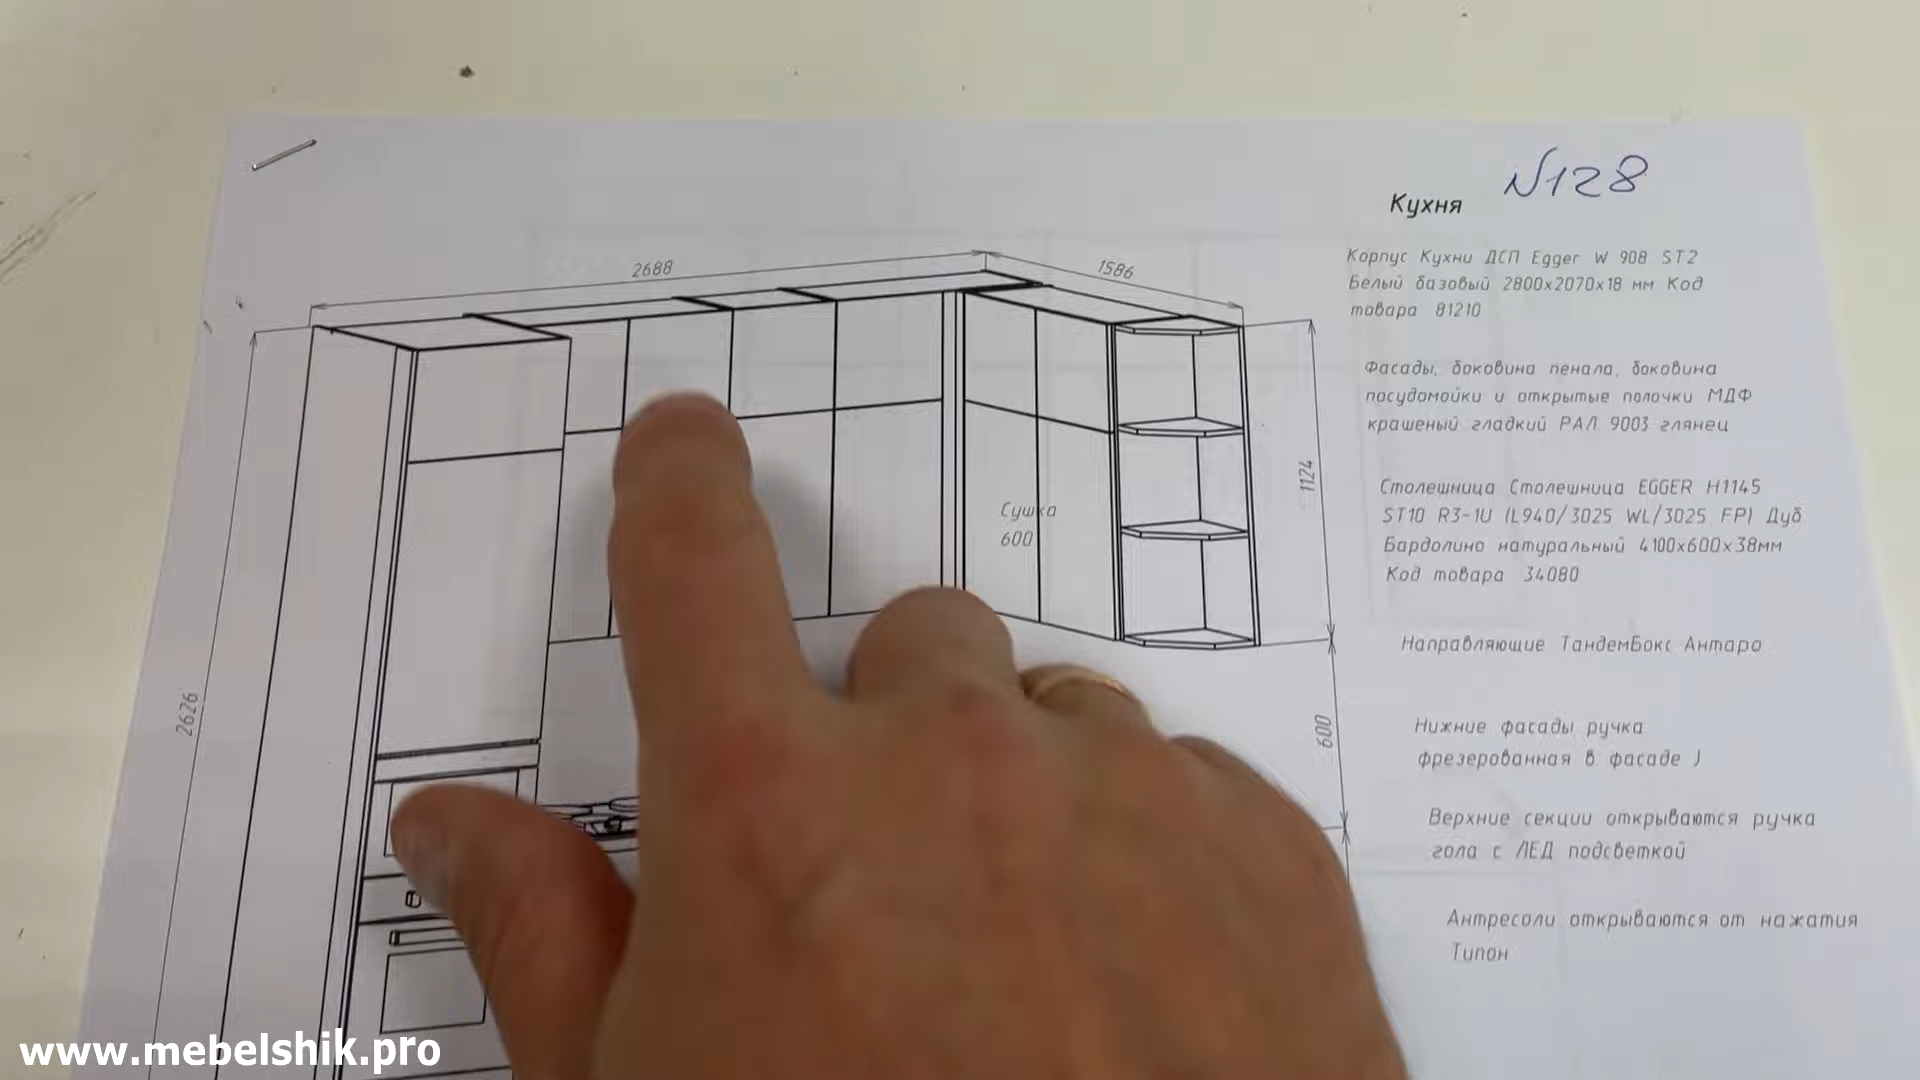 №128
Кухня
Корпус Кухни ДСП Egger W 908 ST2
Белый базовый 2800х2070х18 мм Код
товара 81210
Фасады, боковина пенала, боковина
посудомойки и открытые полочки МДФ
крашеный гладкий РАЛ 9003 глянец
Столешница Столешница EGGER H1145
ST10 R3-1U (L940/3025 WL/3025 FP) Дуб
Бардолино натуральный 4100х600х38мм
Код товара 34080
Направляющие ТандемБокс Антаро
Нижние фасады ручка
фрезерованная в фасаде J
Верхние секции открываются ручка
гола с ЛЕД подсветкой
Антресоли открываются от нажатия
Типон
2688
1586
2626
1124
600
Сушка
600
www.mebelshik.pro